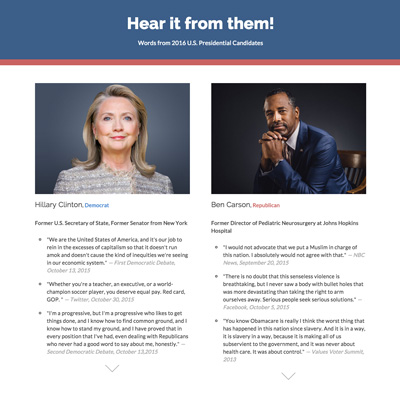 Hear it from them!
Words from 2016 U.S. Presidential Candidates
Hillary Clinton, Democrat
Former U.S. Secretary of State, Former Senator from New York
"We are the United States of America, and it's our job to
rein in the excesses of capitalism so that it doesn't run
amok and doesn't cause the kind of inequities we're seeing
in our economic system." — First Democratic Debate,
October 13, 2015
"Whether you're a teacher, an executive, or a world-
champion soccer player, you deserve equal pay. Red card,
GOP. " — Twitter, October 30, 2015
"I'm a progressive, but I'm a progressive who likes to get
things done, and I know how to find common ground, and I
know how to stand my ground, and I have proved that in
every position that I've had, even dealing with Republicans
who never had a good word to say about me, honestly." —
Second Democratic Debate, October 13,2015
Ben Carson, Republican
Former Director of Pediatric Neurosurgery at Johns Hopkins
Hospital
"I would not advocate that we put a Muslim in charge of
this nation. I absolutely would not agree with that." — NBC
News, September 20, 2015
"There is no doubt that this senseless violence is
breathtaking, but I never saw a body with bullet holes that
was more devastating than taking the right to arm
ourselves away. Serious people seek serious solutions." —
Facebook, October 5, 2015
"You know Obamacare is really I think the worst thing that
has happened in this nation since slavery. And it is in a way,
it is slavery in a way, because it is making all of us
subservient to the government, and it was never about
health care. It was about control." — Values Voter Summit,
2013